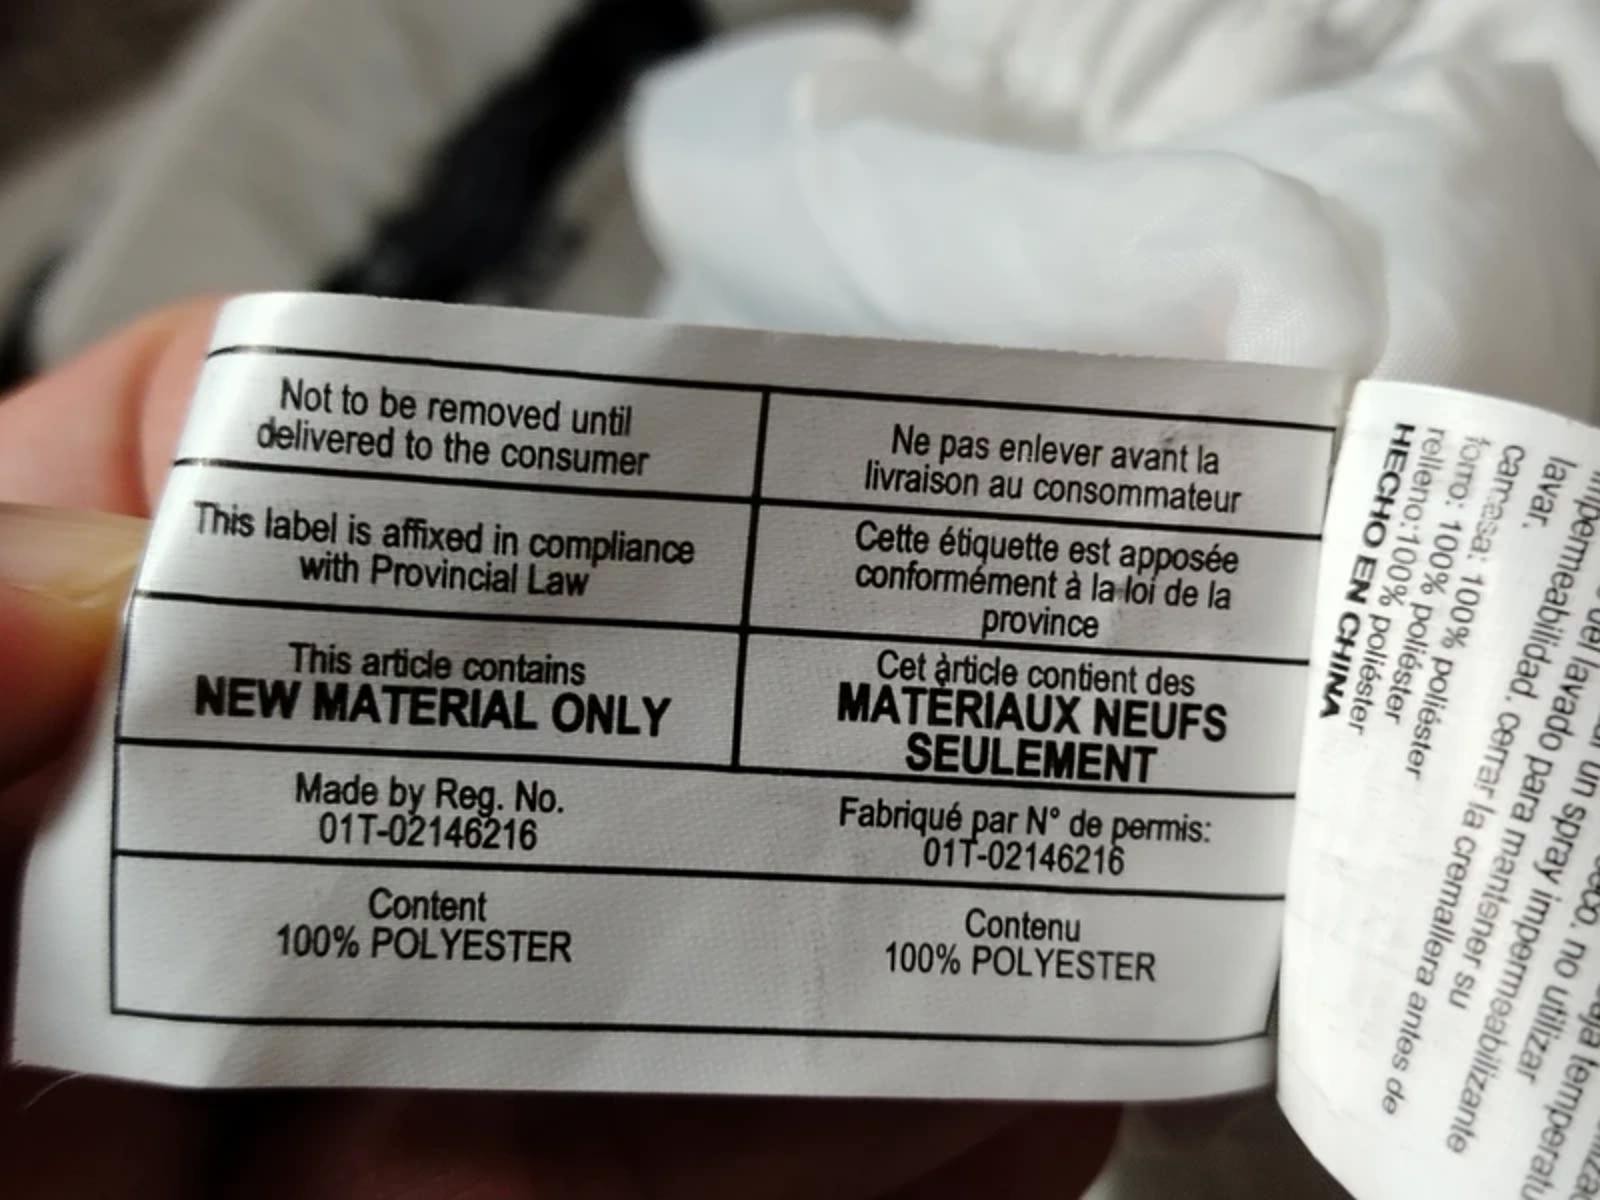 Not to be removed until
delivered to the consumer
Ne pas enlever avant la
livraison au consommateur
This label is affixed in compliance
with Provincial Law
Cette étiquette est apposée
conformément à la loi de la
province
This article contains
NEW MATERIAL ONLY
Cet article contient des
MATÉRIAUX NEUFS
SEULEMENT
Made by Reg. No.
01T-02146216
Fabriqué par N° de permis:
01T-02146216
Content
100% POLYESTER
Contenu
100% POLYESTER
un spray impermeabilizante
del lavado para mantener su
impermeabilidad. cerrar la cremallera antes de
lavar.
carcasa: 100% poliéster
forro: 100% poliéster
relleno:100% poliéster
HECHO EN CHINA